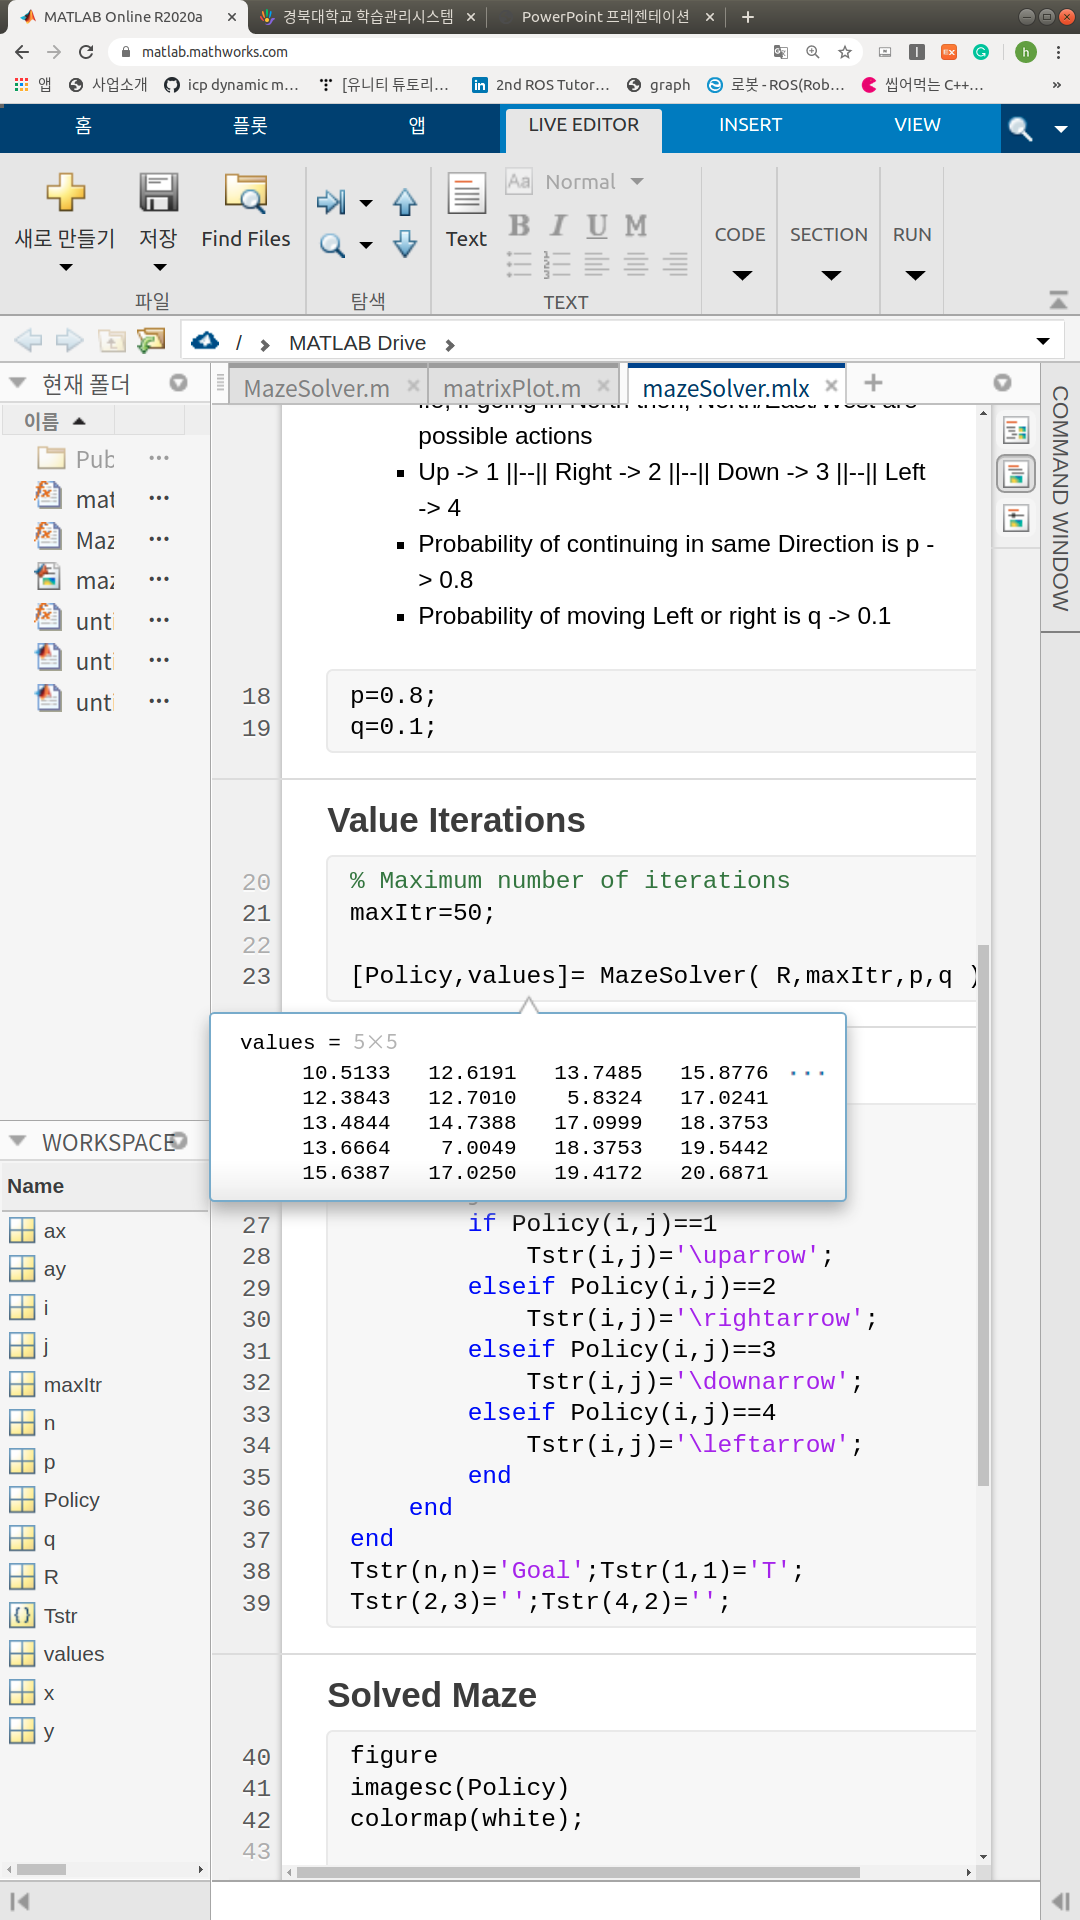 MATLAB Online R2020a
경북대학교 학습관리시스템
PowerPoint 프레젠테이션
matlab.mathworks.com
h
앱
사업소개
icp dynamic m...
[유니티 튜토리...
2nd ROS Tutor...
graph
로봇 - ROS(Rob...
씹어먹는 C++...
»
홈
플롯
앱
LIVE EDITOR
INSERT
VIEW
새로 만들기
저장
Find Files
Text
Aa Normal
B I U M
CODE
SECTION
RUN
파일
탐색
TEXT
/ › MATLAB Drive ›
현재 폴더
이름
Pub
mat
Maz
maz
unti
unti
unti
MazeSolver.m
matrixPlot.m
mazeSolver.mlx
COMMAND WINDOW
possible actions
Up -> 1 ||--|| Right -> 2 ||--|| Down -> 3 ||--|| Left
-> 4
Probability of continuing in same Direction is p -
> 0.8
Probability of moving Left or right is q -> 0.1
18 p=0.8;
19 q=0.1;
Value Iterations
20 % Maximum number of iterations
21 maxItr=50;
22
23 [Policy,values]= MazeSolver( R,maxItr,p,q )
values = 5×5
10.5133 12.6191 13.7485 15.8776 ...
12.3843 12.7010 5.8324 17.0241
13.4844 14.7388 17.0999 18.3753
13.6664 7.0049 18.3753 19.5442
15.6387 17.0250 19.4172 20.6871
27 if Policy(i,j)==1
28 Tstr(i,j)='\uparrow';
29 elseif Policy(i,j)==2
30 Tstr(i,j)='\rightarrow';
31 elseif Policy(i,j)==3
32 Tstr(i,j)='\downarrow';
33 elseif Policy(i,j)==4
34 Tstr(i,j)='\leftarrow';
35 end
36 end
37 end
38 Tstr(n,n)='Goal';Tstr(1,1)='T';
39 Tstr(2,3)='';Tstr(4,2)='';
Solved Maze
40 figure
41 imagesc(Policy)
42 colormap(white);
43
WORKSPACE
Name
ax
ay
i
j
maxItr
n
p
Policy
q
R
Tstr
values
x
y